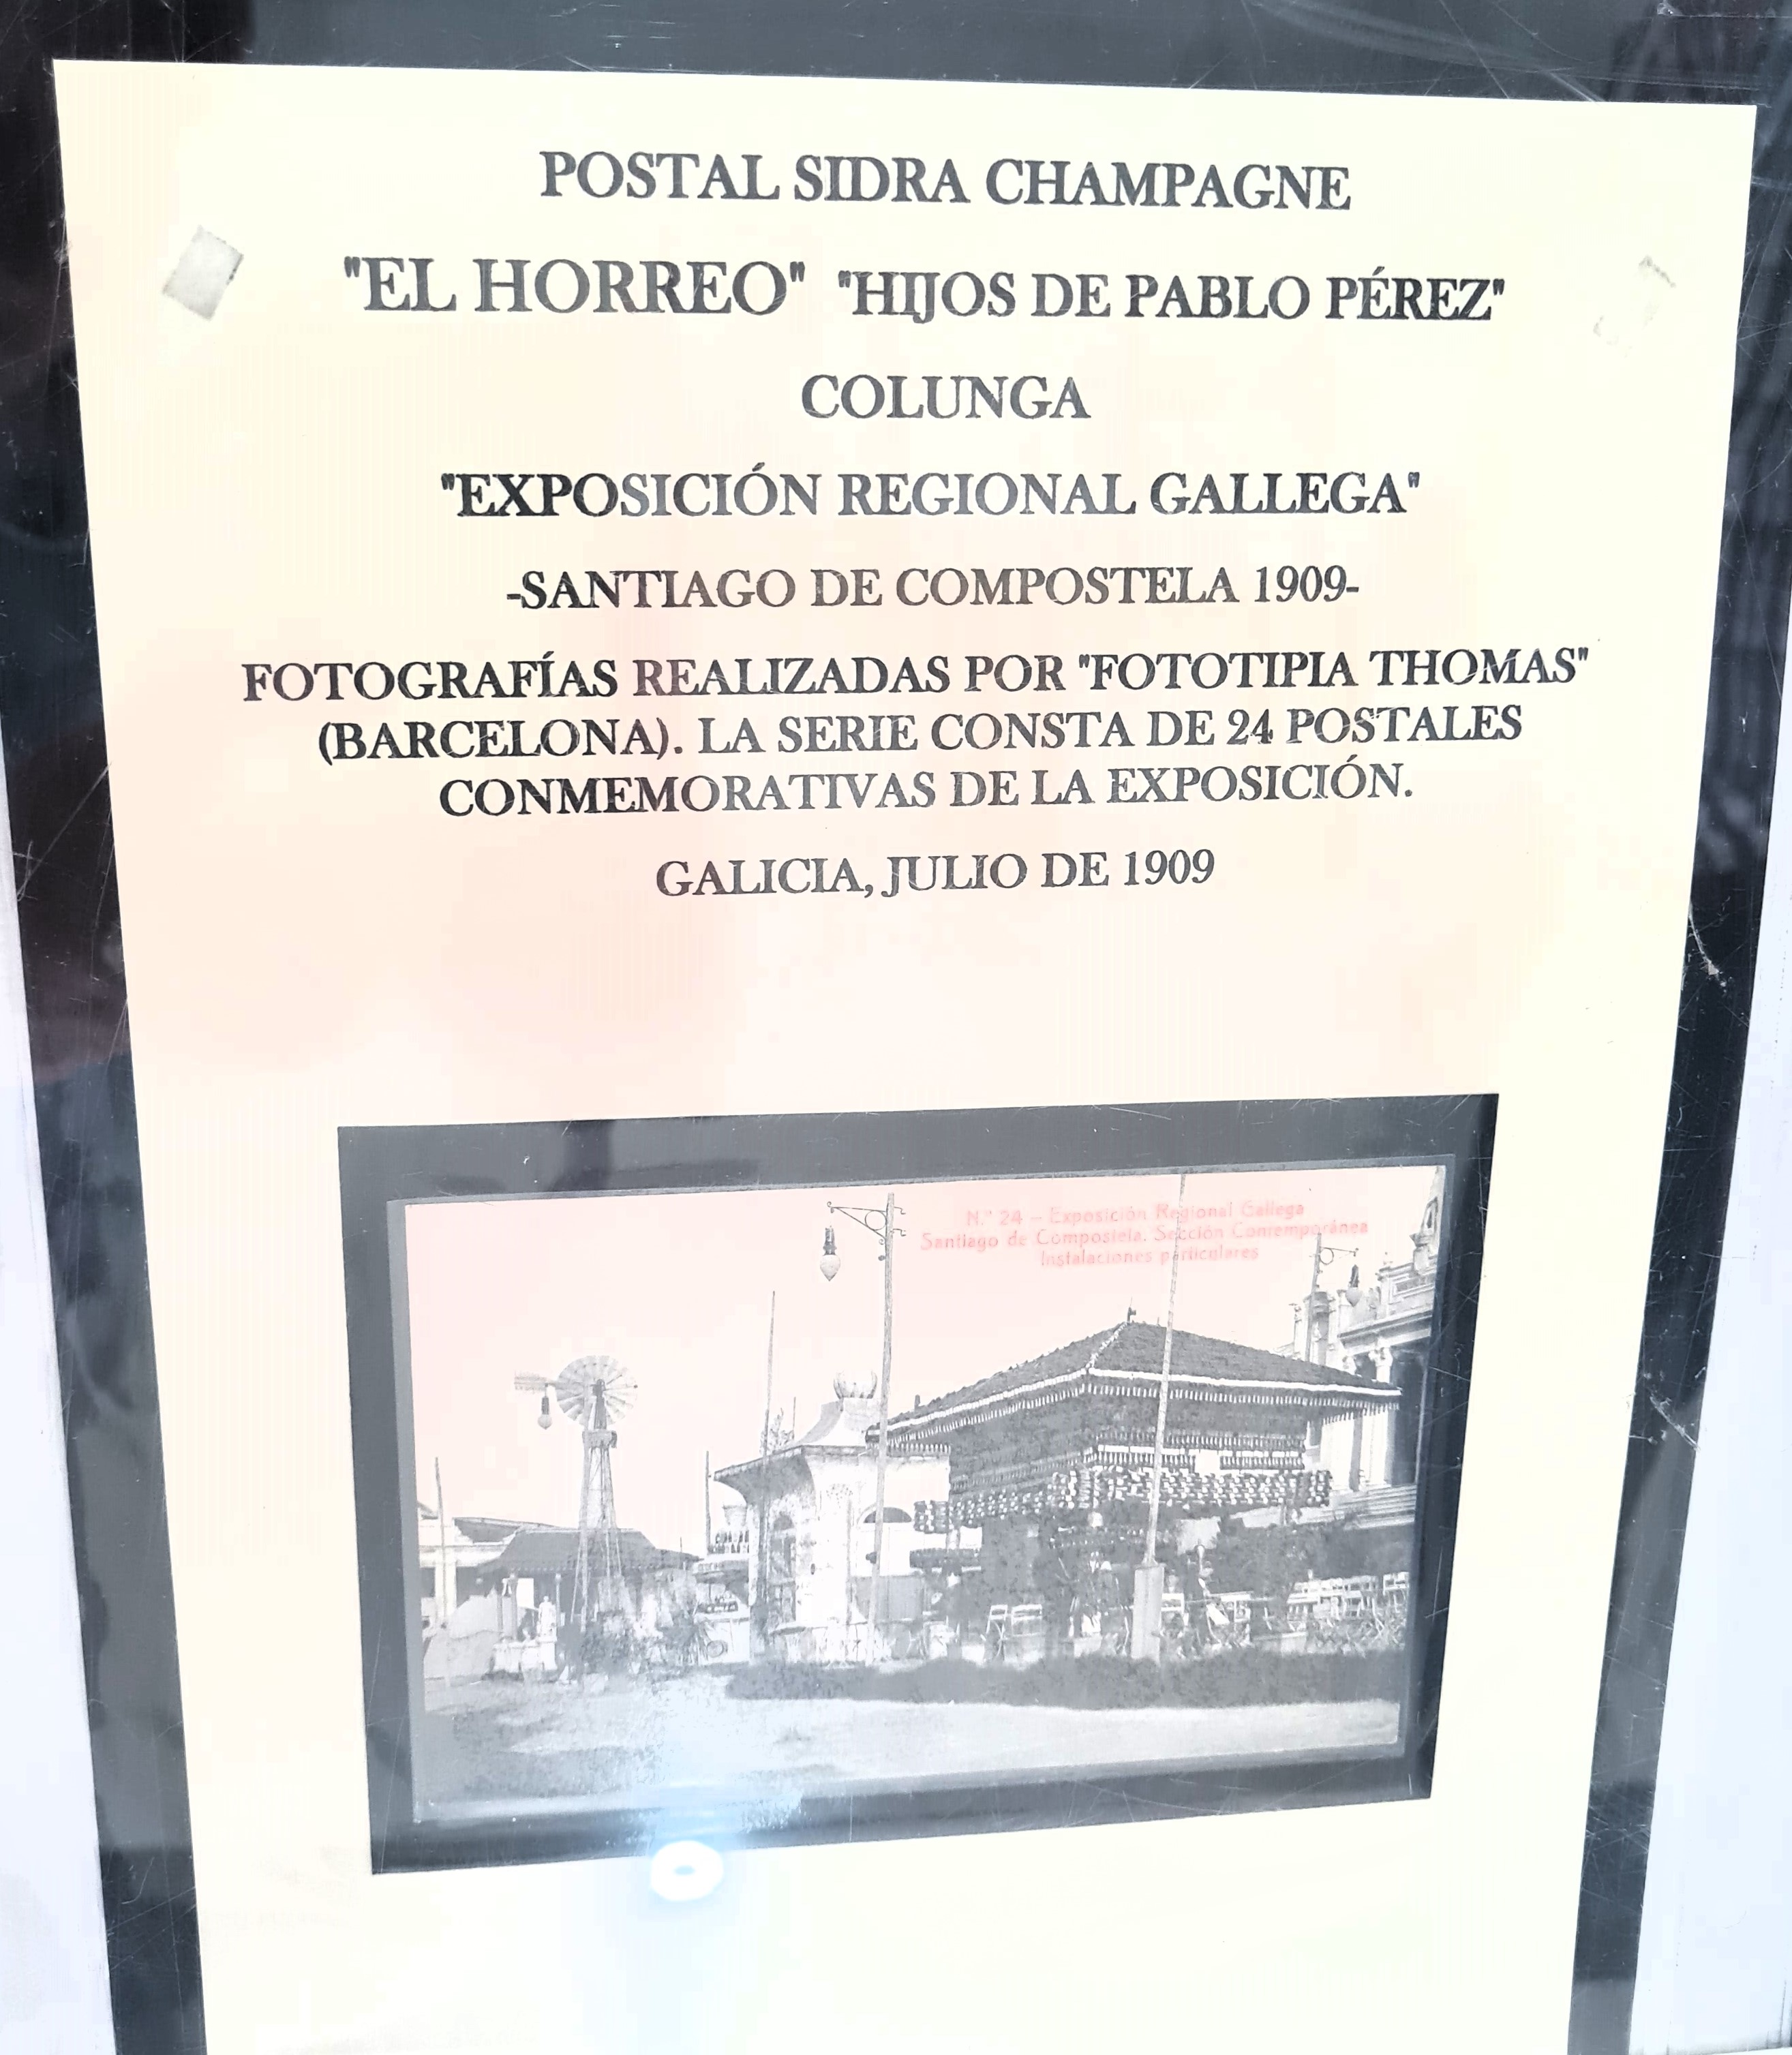 POSTAL SIDRA CHAMPAGNE
"EL HORREO" "HIJOS DE PABLO PÉREZ"
COLUNGA
"EXPOSICIÓN REGIONAL GALLEGA"
-SANTIAGO DE COMPOSTELA 1909-
FOTOGRAFÍAS REALIZADAS POR "FOTOTIPIA THOMAS"
(BARCELONA). LA SERIE CONSTA DE 24 POSTALES
CONMEMORATIVAS DE LA EXPOSICIÓN.
GALICIA, JULIO DE 1909
N.º 24 – Exposición Regional Gallega
Santiago de Compostela. Sección Contemporánea
Instalaciones particulares